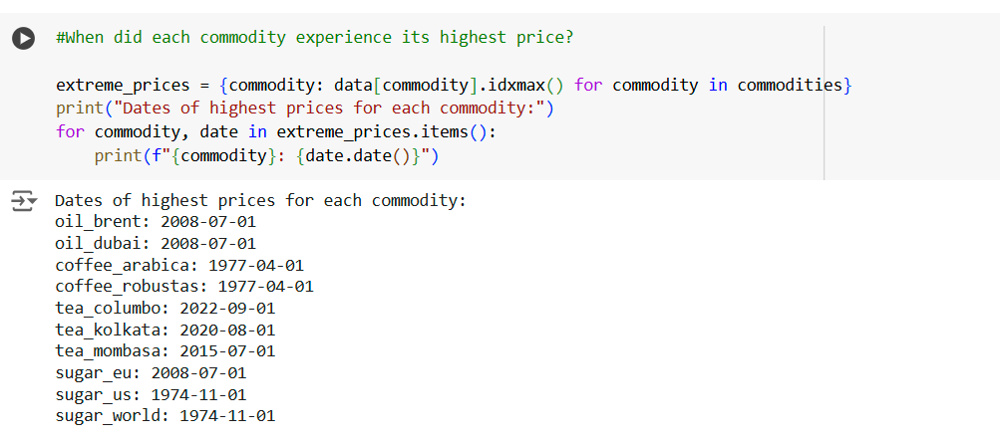 #When did each commodity experience its highest price?
extreme_prices = {commodity: data[commodity].idxmax() for commodity in commodities}
print("Dates of highest prices for each commodity:")
for commodity, date in extreme_prices.items():
    print(f"{commodity}: {date.date()}")
Dates of highest prices for each commodity:
oil_brent: 2008-07-01
oil_dubai: 2008-07-01
coffee_arabica: 1977-04-01
coffee_robustas: 1977-04-01
tea_columbo: 2022-09-01
tea_kolkata: 2020-08-01
tea_mombasa: 2015-07-01
sugar_eu: 2008-07-01
sugar_us: 1974-11-01
sugar_world: 1974-11-01